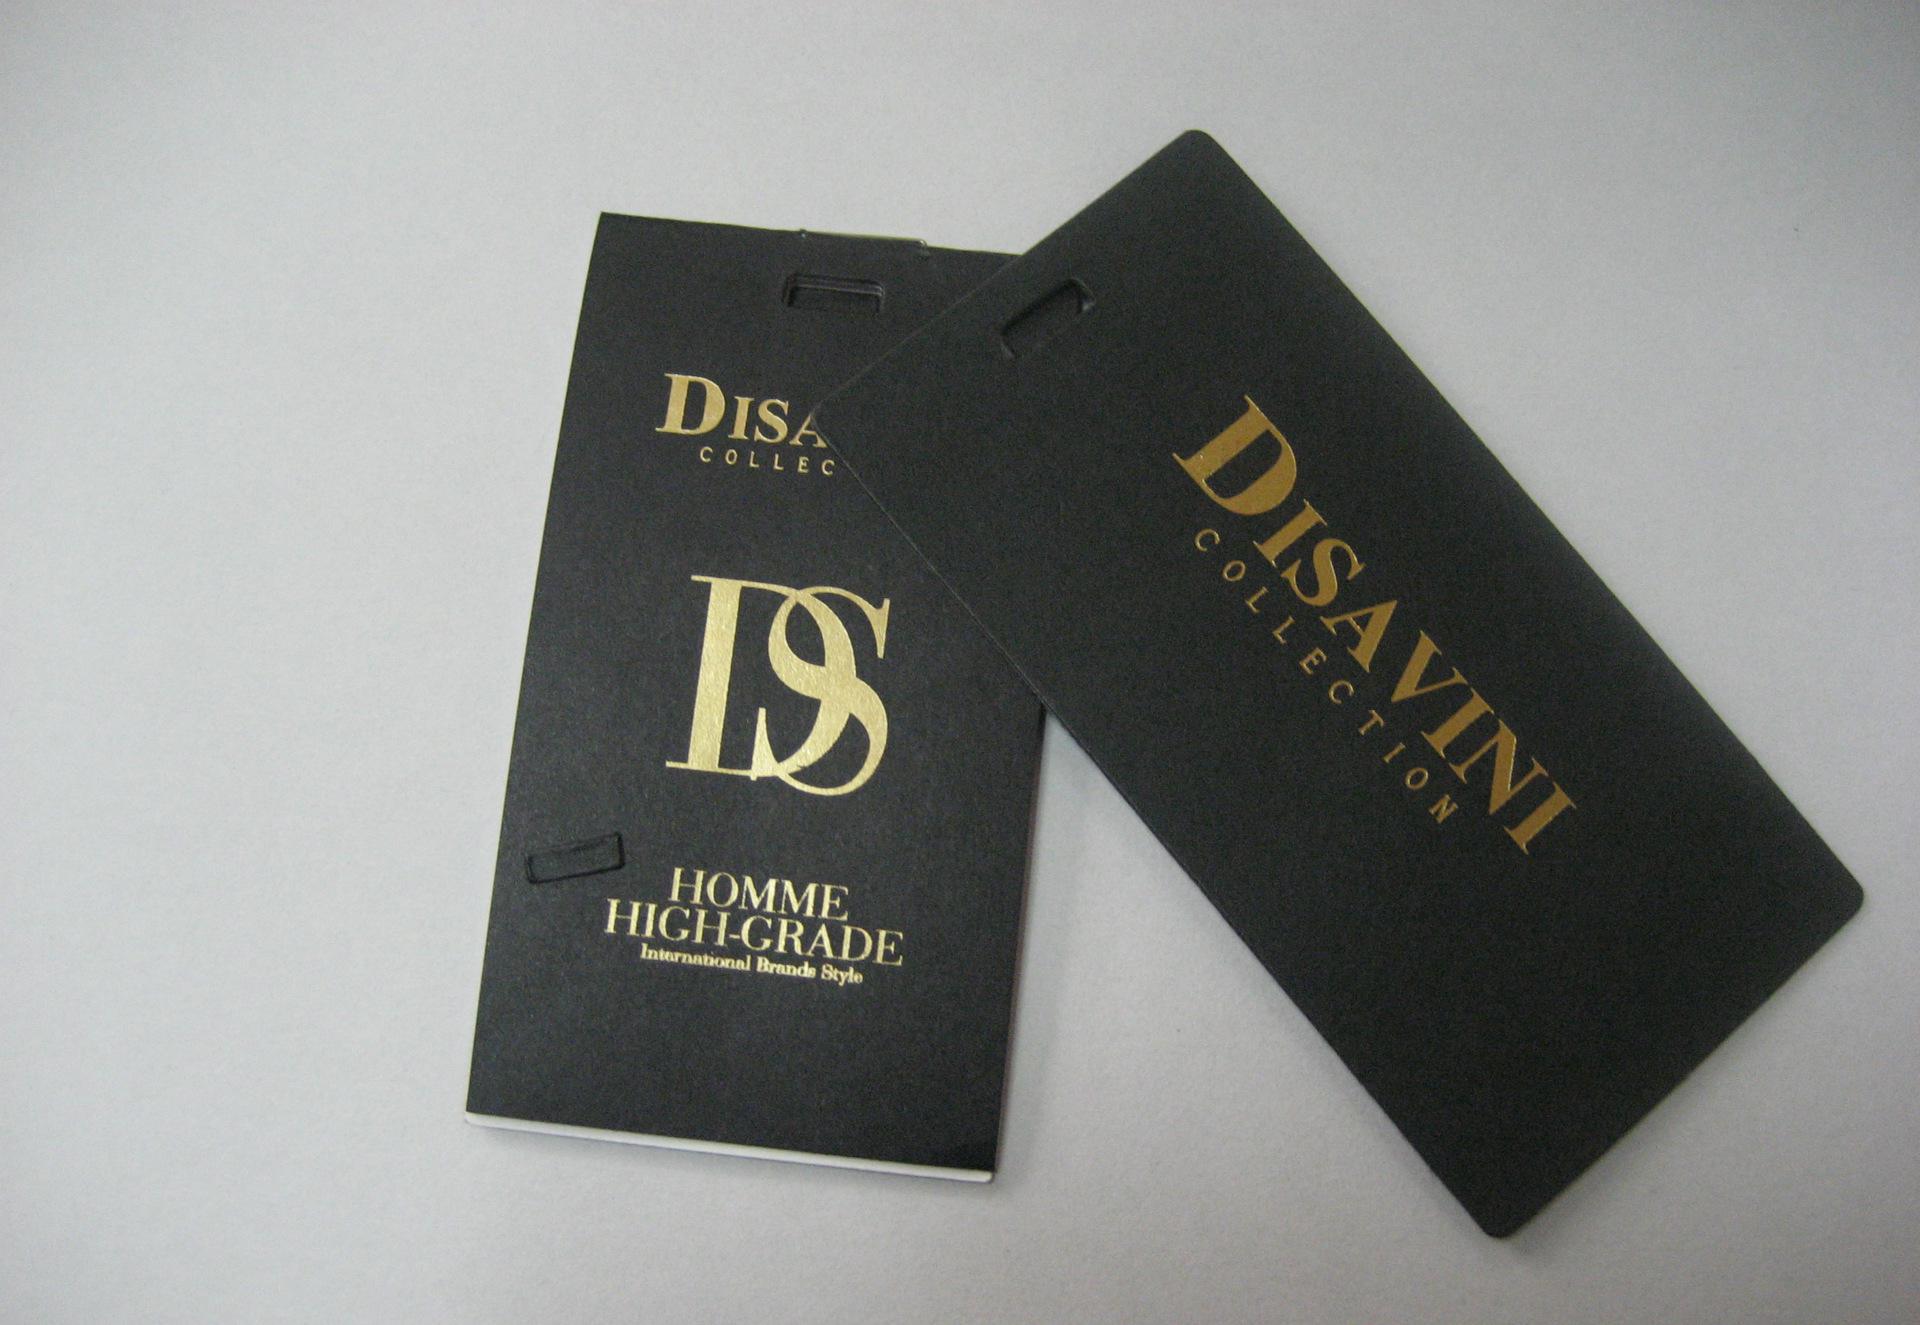 DISA
COLLEC
DS
HOMME
HIGH-GRADE
International Brands Style
DISAVINI
COLLECTION